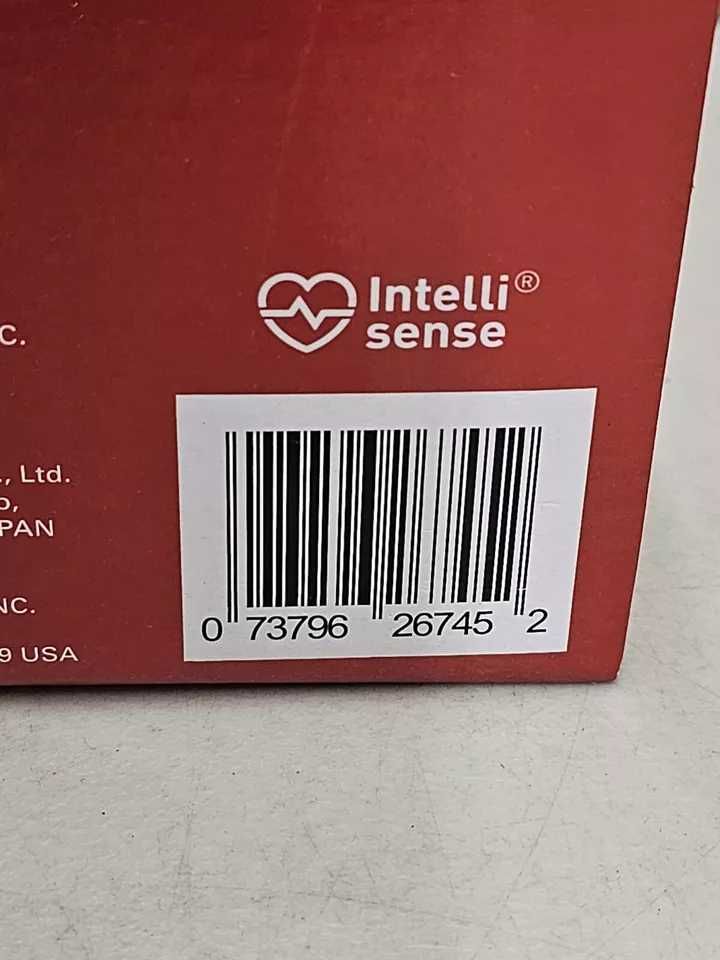 Intelli®
sense
C.
., Ltd.
o,
PAN
NC.
9 USA
0 73796 26745 2